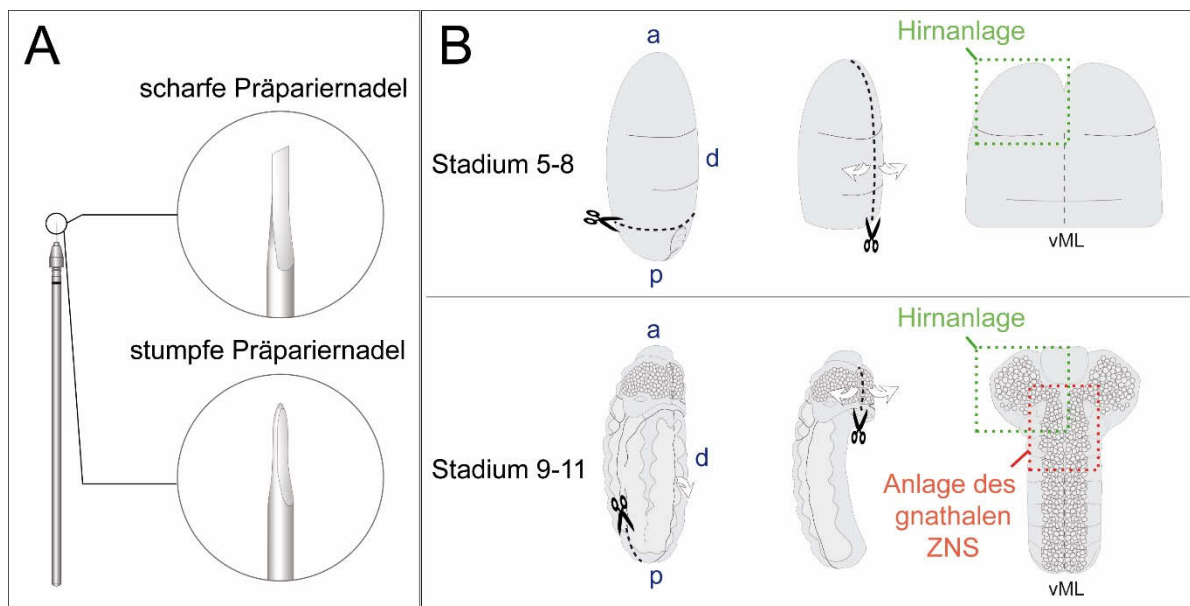 A
scharfe Präpariernadel
stumpfe Präpariernadel
B
Hirnanlage
a
Stadium 5-8
d
p
vML
Hirnanlage
a
Stadium 9-11
d
Anlage des
gnathalen
ZNS
p
vML